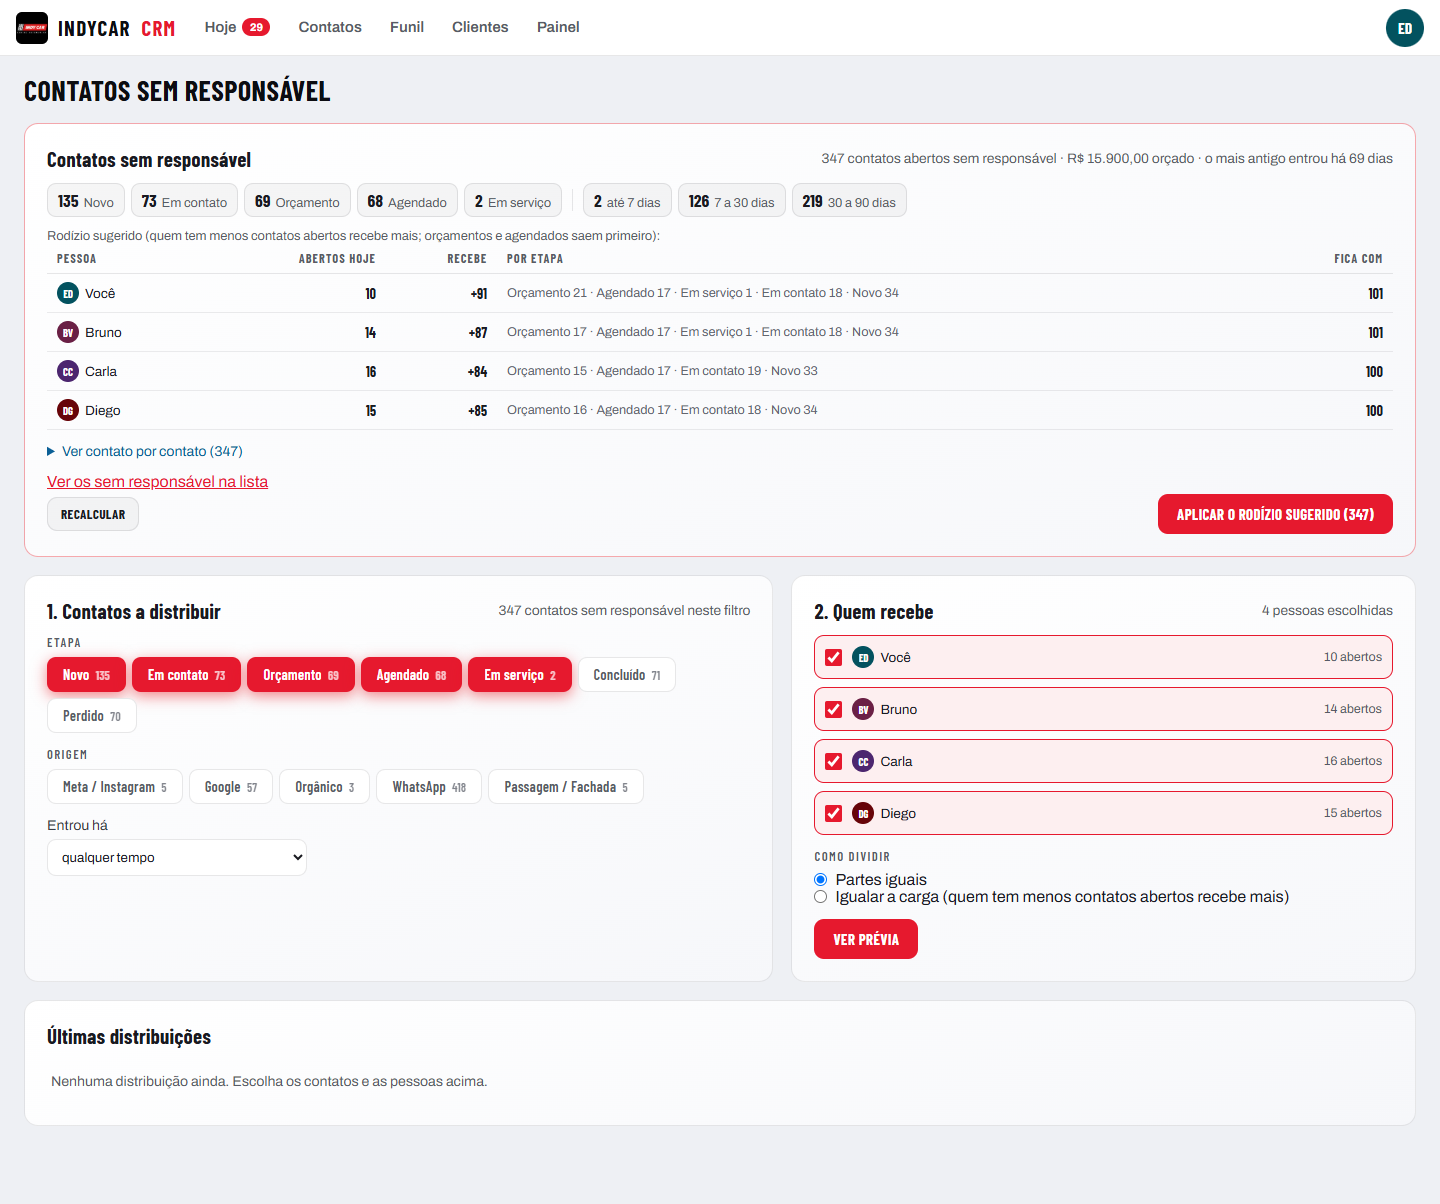 INDYCAR CRM Hoje 29 Contatos Funil Clientes Painel ED
CONTATOS SEM RESPONSÁVEL
Contatos sem responsável 347 contatos abertos sem responsável · R$ 15.900,00 orçado · o mais antigo entrou há 69 dias
135 Novo 73 Em contato 69 Orçamento 68 Agendado 2 Em serviço 2 até 7 dias 126 7 a 30 dias 219 30 a 90 dias
Rodízio sugerido (quem tem menos contatos abertos recebe mais; orçamentos e agendados saem primeiro):
PESSOA ABERTOS HOJE RECEBE POR ETAPA FICA COM
ED Você 10 +91 Orçamento 21 · Agendado 17 · Em serviço 1 · Em contato 18 · Novo 34 101
BV Bruno 14 +87 Orçamento 17 · Agendado 17 · Em serviço 1 · Em contato 18 · Novo 34 101
CC Carla 16 +84 Orçamento 15 · Agendado 17 · Em contato 19 · Novo 33 100
DG Diego 15 +85 Orçamento 16 · Agendado 17 · Em contato 18 · Novo 34 100
Ver contato por contato (347)
Ver os sem responsável na lista
RECALCULAR APLICAR O RODÍZIO SUGERIDO (347)
1. Contatos a distribuir 347 contatos sem responsável neste filtro
ETAPA
Novo 135 Em contato 73 Orçamento 69 Agendado 68 Em serviço 2 Concluído 71
Perdido 70
ORIGEM
Meta / Instagram 5 Google 57 Orgânico 3 WhatsApp 418 Passagem / Fachada 5
Entrou há
qualquer tempo
2. Quem recebe 4 pessoas escolhidas
ED Você 10 abertos
BV Bruno 14 abertos
CC Carla 16 abertos
DG Diego 15 abertos
COMO DIVIDIR
Partes iguais
Igualar a carga (quem tem menos contatos abertos recebe mais)
VER PRÉVIA
Últimas distribuições
Nenhuma distribuição ainda. Escolha os contatos e as pessoas acima.